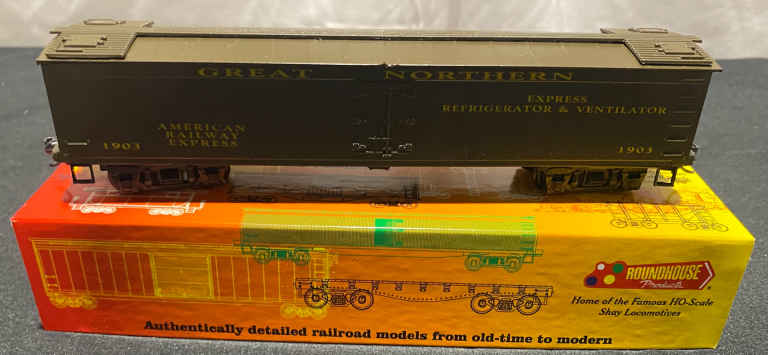 GREAT NORTHERN
EXPRESS
REFRIGERATOR & VENTILATOR
AMERICAN
RAILWAY
EXPRESS
1903
1903
ROUNDHOUSE
Products
Home of the Famous HO-Scale
Shay Locomotives
Authentically detailed railroad models from old-time to modern